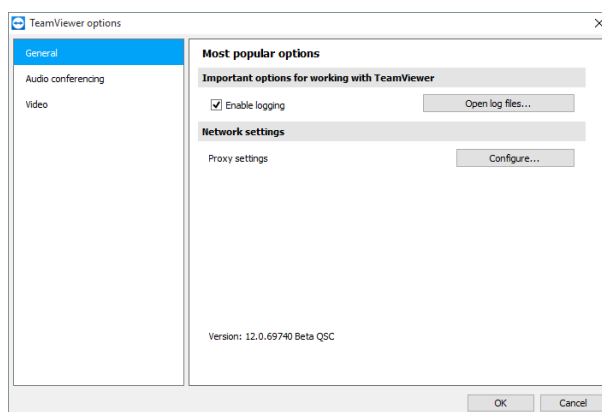 TeamViewer options
General
Audio conferencing
Video
Most popular options
Important options for working with TeamViewer
Enable logging
Open log files...
Network settings
Proxy settings
Configure...
Version: 12.0.69740 Beta QSC
OK
Cancel